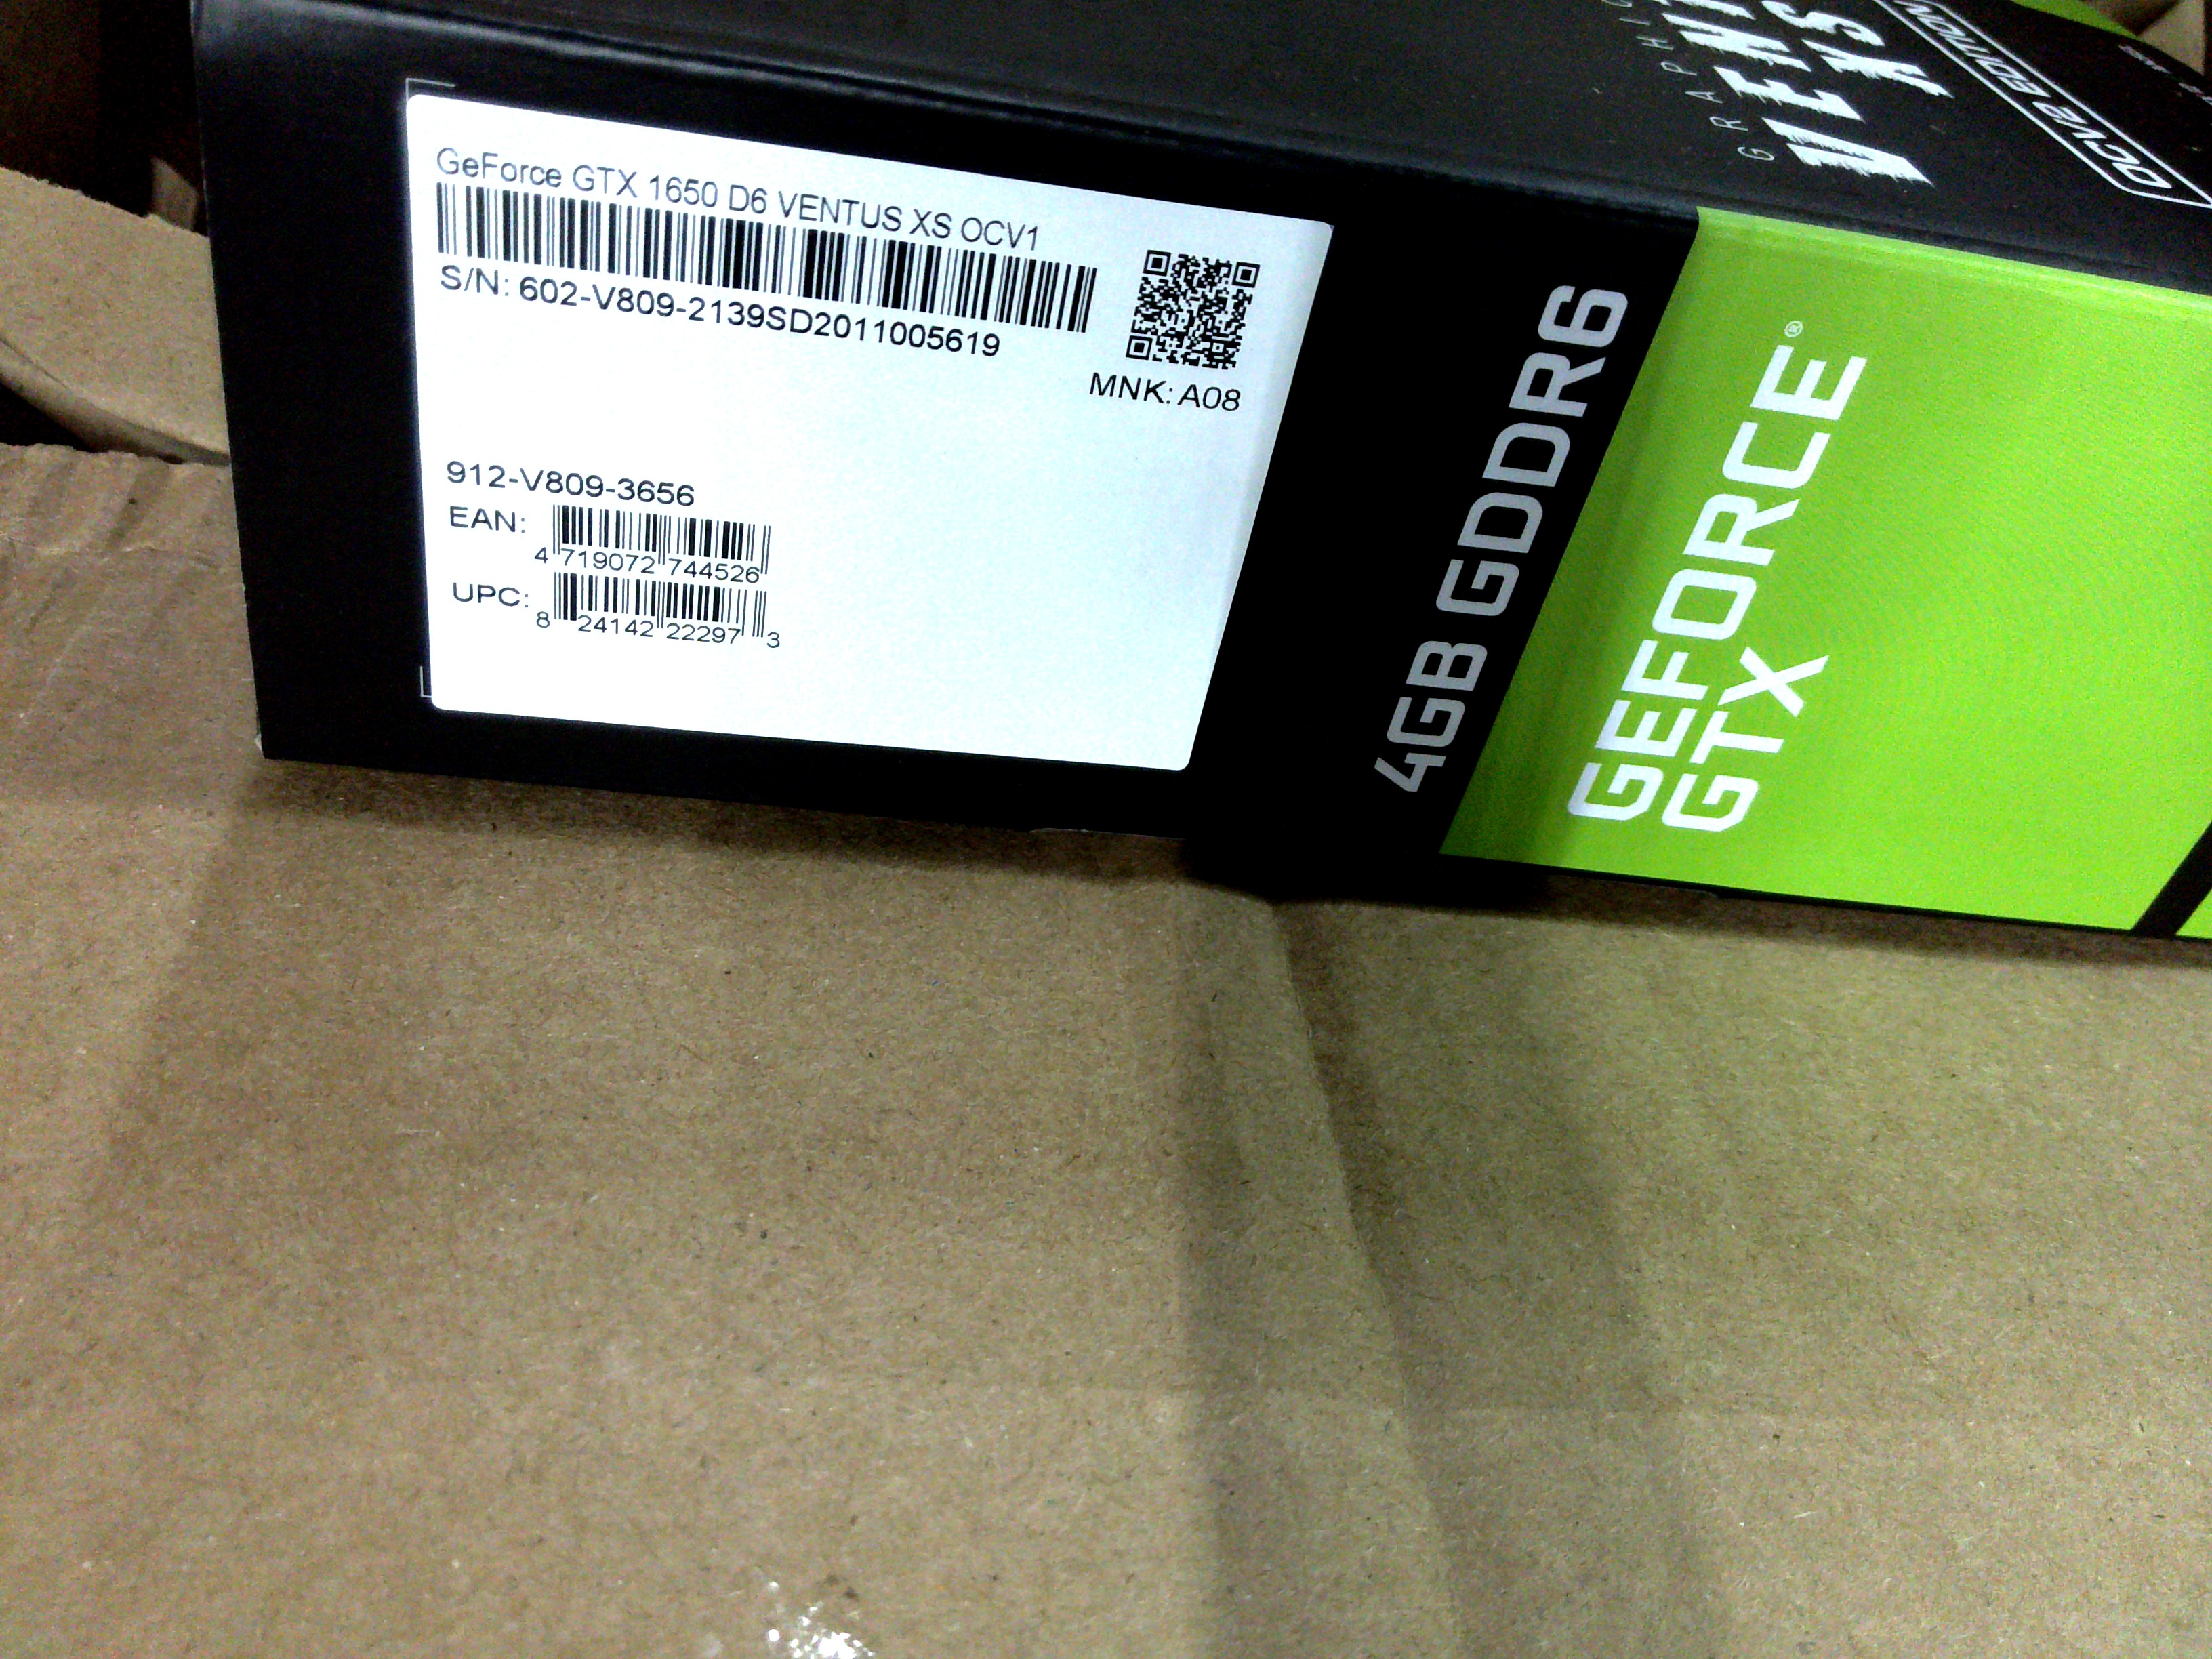 GeForce GTX 1650 D6 VENTUS XS OCV1
S/N: 602-V809-2139SD2011005619
MNK: A08
912-V809-3656
EAN:
4 719072 744526
UPC:
8 24142 22297 3
4GB GDDR6
GEFORCE®
GTX
XS